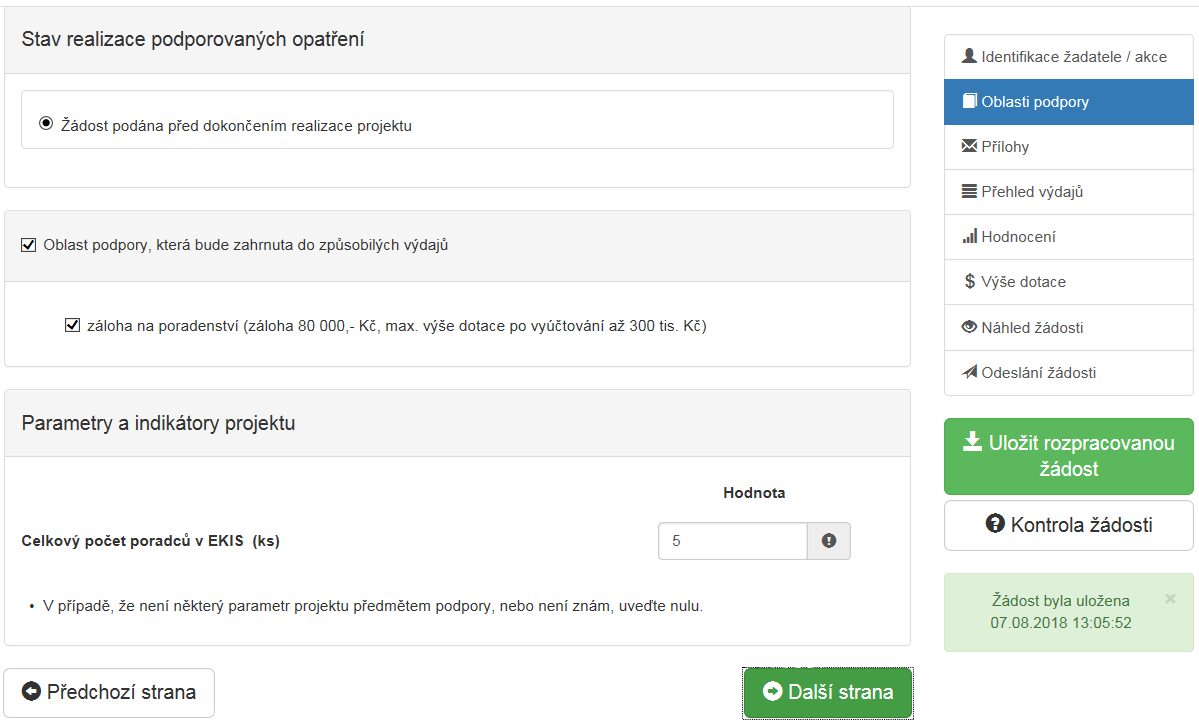 Stav realizace podporovaných opatření
Žádost podána před dokončením realizace projektu
Oblast podpory, která bude zahrnuta do způsobilých výdajů
záloha na poradenství (záloha 80 000,- Kč, max. výše dotace po vyúčtování až 300 tis. Kč)
Parametry a indikátory projektu
Hodnota
Celkový počet poradců v EKIS (ks)
5
• V případě, že není některý parametr projektu předmětem podpory, nebo není znám, uveďte nulu.
Předchozí strana
Další strana
Identifikace žadatele / akce
Oblasti podpory
Přílohy
Přehled výdajů
Hodnocení
$ Výše dotace
Náhled žádosti
Odeslání žádosti
Uložit rozpracovanou
žádost
Kontrola žádosti
Žádost byla uložena
07.08.2018 13:05:52
×